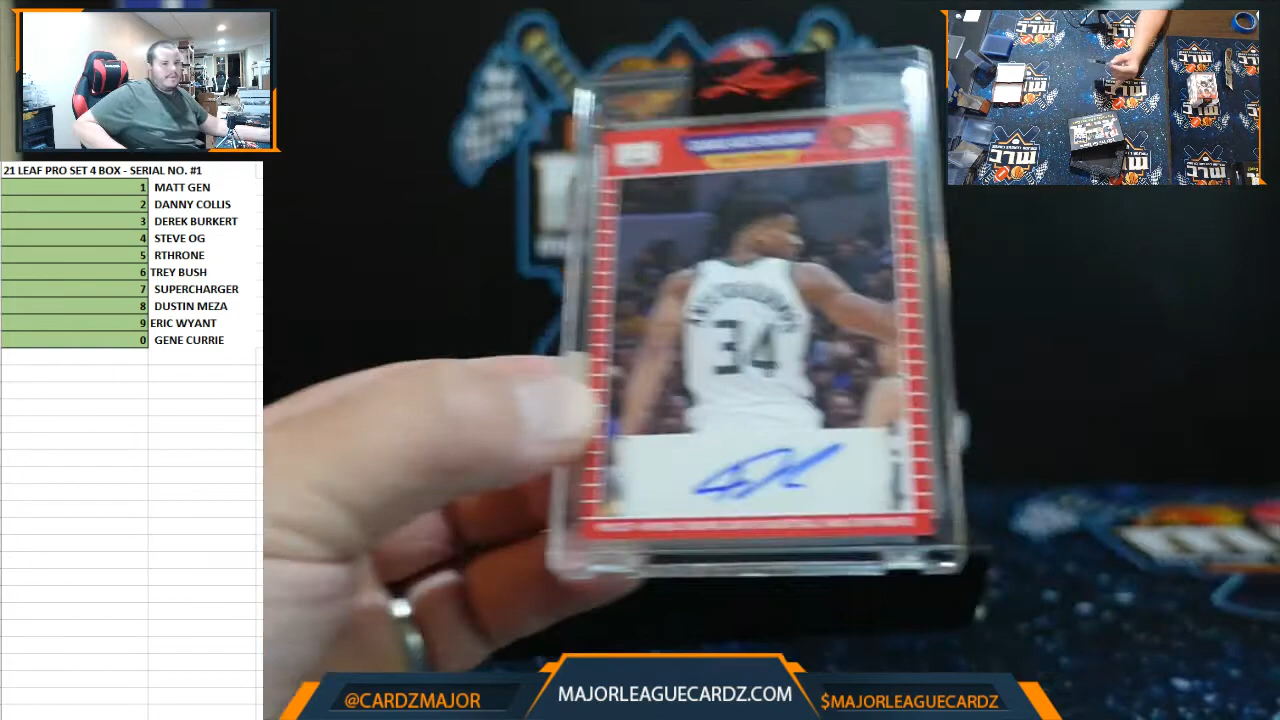 21 LEAF PRO SET 4 BOX - SERIAL NO. #1
1 MATT GEN
2 DANNY COLLIS
3 DEREK BURKERT
4 STEVE OG
5 RTHRONE
6 TREY BUSH
7 SUPERCHARGER
8 DUSTIN MEZA
9 ERIC WYANT
0 GENE CURRIE
34
@CARDZMAJOR
MAJORLEAGUECARDZ.COM
$MAJORLEAGUECARDZ